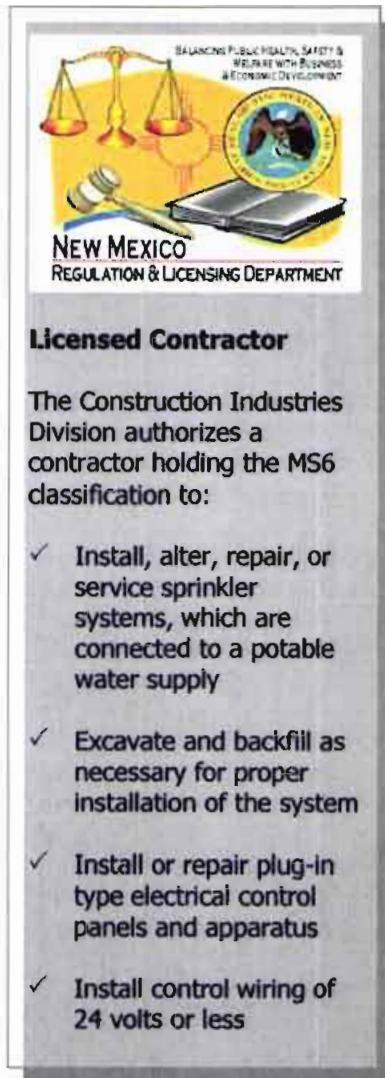 BALANCING PUBLIC HEALTH, SAFETY &
WELFARE WITH BUSINESS
& ECONOMIC DEVELOPMENT
NEW MEXICO
REGULATION & LICENSING DEPARTMENT
Licensed Contractor
The Construction Industries
Division authorizes a
contractor holding the MS6
classification to:
✓ Install, alter, repair, or
service sprinkler
systems, which are
connected to a potable
water supply
✓ Excavate and backfill as
necessary for proper
installation of the system
✓ Install or repair plug-in
type electrical control
panels and apparatus
✓ Install control wiring of
24 volts or less